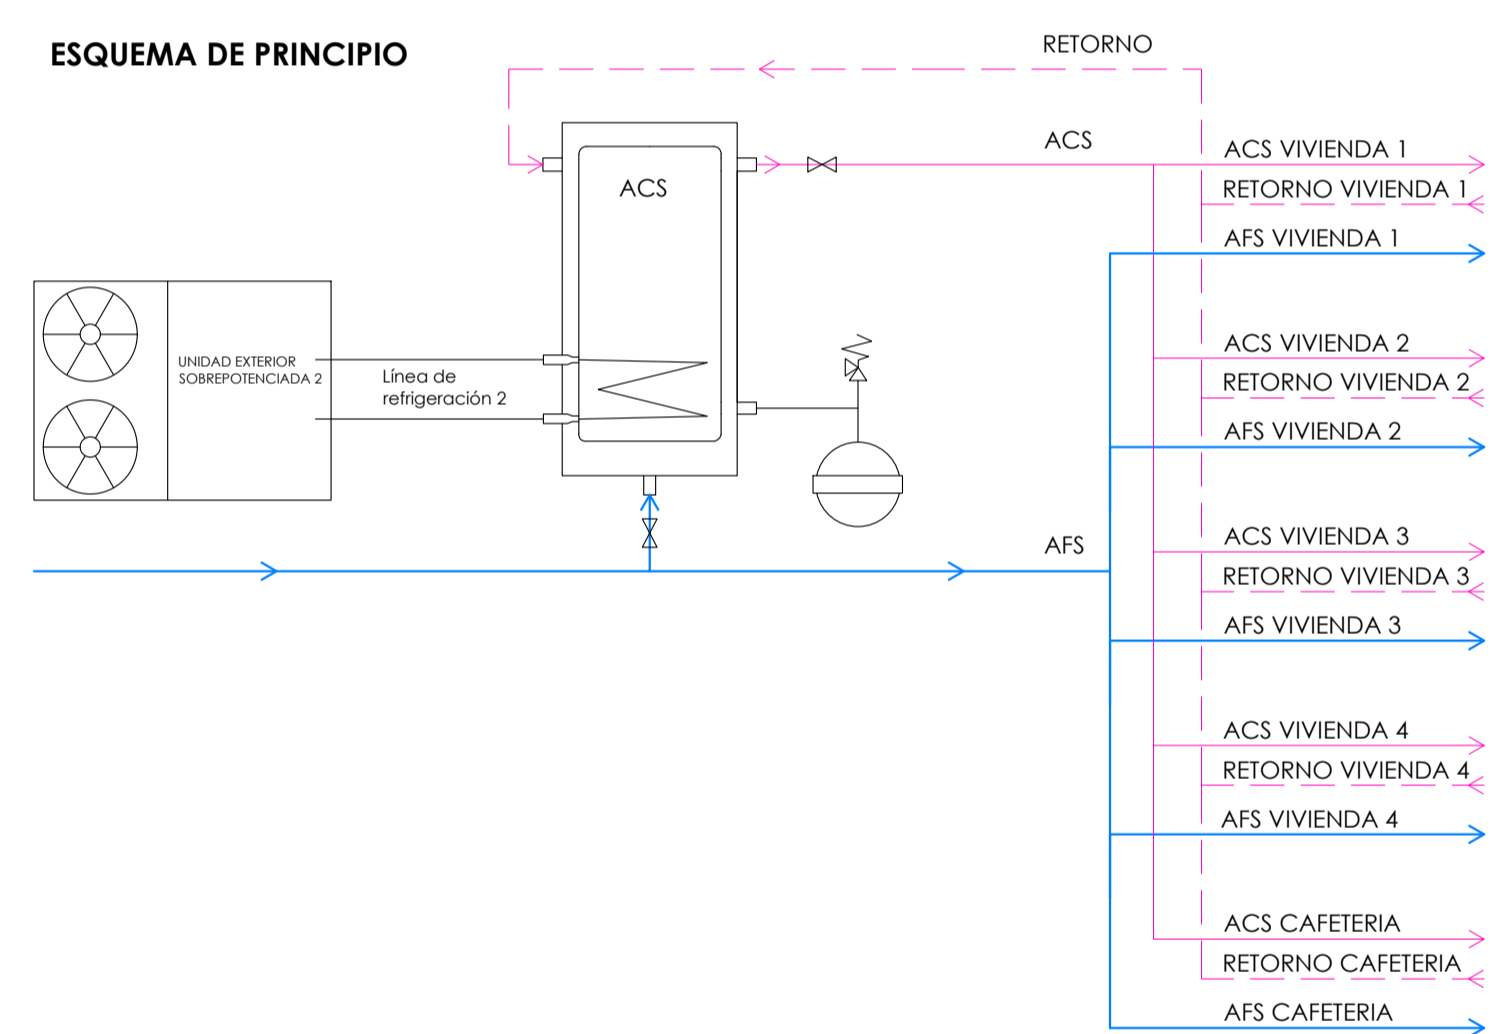 ESQUEMA DE PRINCIPIO
RETORNO
ACS
ACS
UNIDAD EXTERIOR
SOBREPOTENCIADA 2
Línea de
refrigeración 2
AFS
ACS VIVIENDA 1
RETORNO VIVIENDA 1
AFS VIVIENDA 1
ACS VIVIENDA 2
RETORNO VIVIENDA 2
AFS VIVIENDA 2
ACS VIVIENDA 3
RETORNO VIVIENDA 3
AFS VIVIENDA 3
ACS VIVIENDA 4
RETORNO VIVIENDA 4
AFS VIVIENDA 4
ACS CAFETERIA
RETORNO CAFETERIA
AFS CAFETERIA